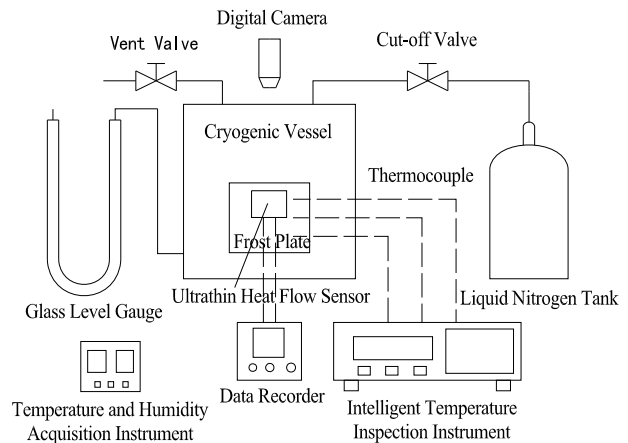 Digital Camera
Vent Valve
Cut-off Valve
Cryogenic Vessel
Thermocouple
Frost Plate
Ultrathin Heat Flow Sensor
Glass Level Gauge
Liquid Nitrogen Tank
Data Recorder
Temperature and Humidity
Acquisition Instrument
Intelligent Temperature
Inspection Instrument